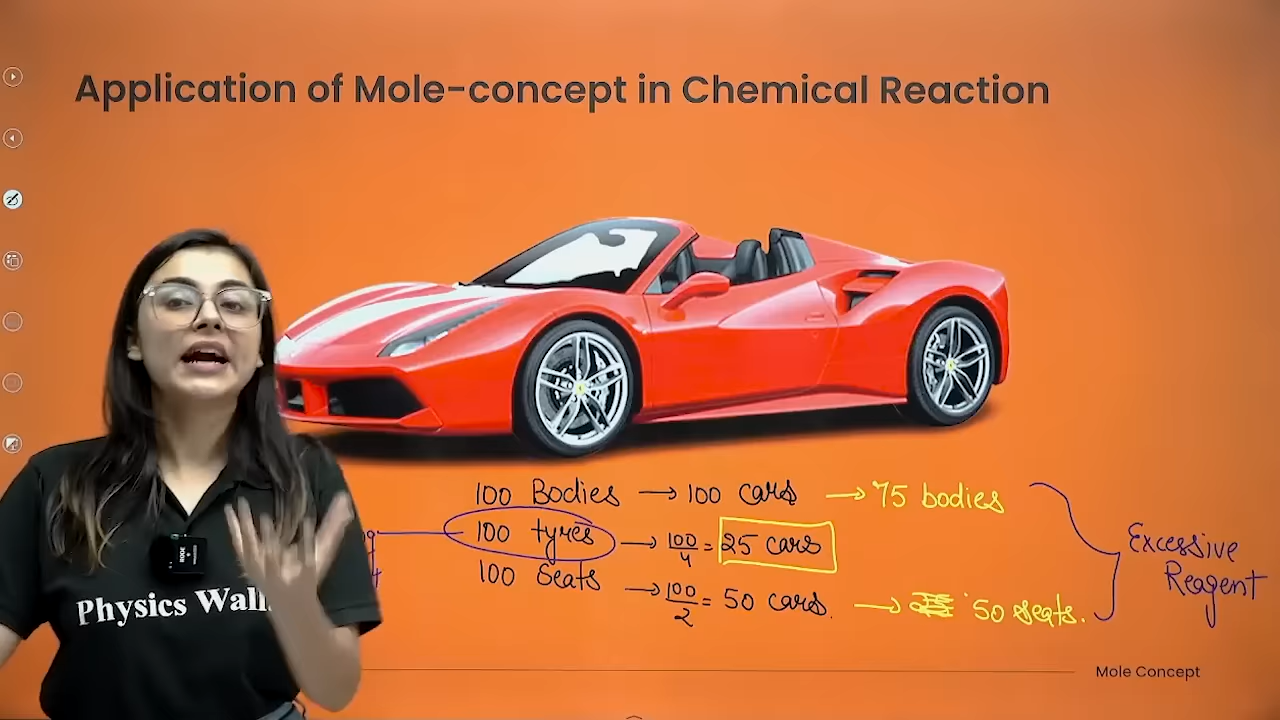 Application of Mole-concept in Chemical Reaction
100 Bodies → 100 cars → 75 bodies
100 tyres → 100/4 = 25 cars
100 Seats → 100/2 = 50 cars. → 50 seats.
Excessive
Reagent
RODE
Physics Wall
Mole Concept